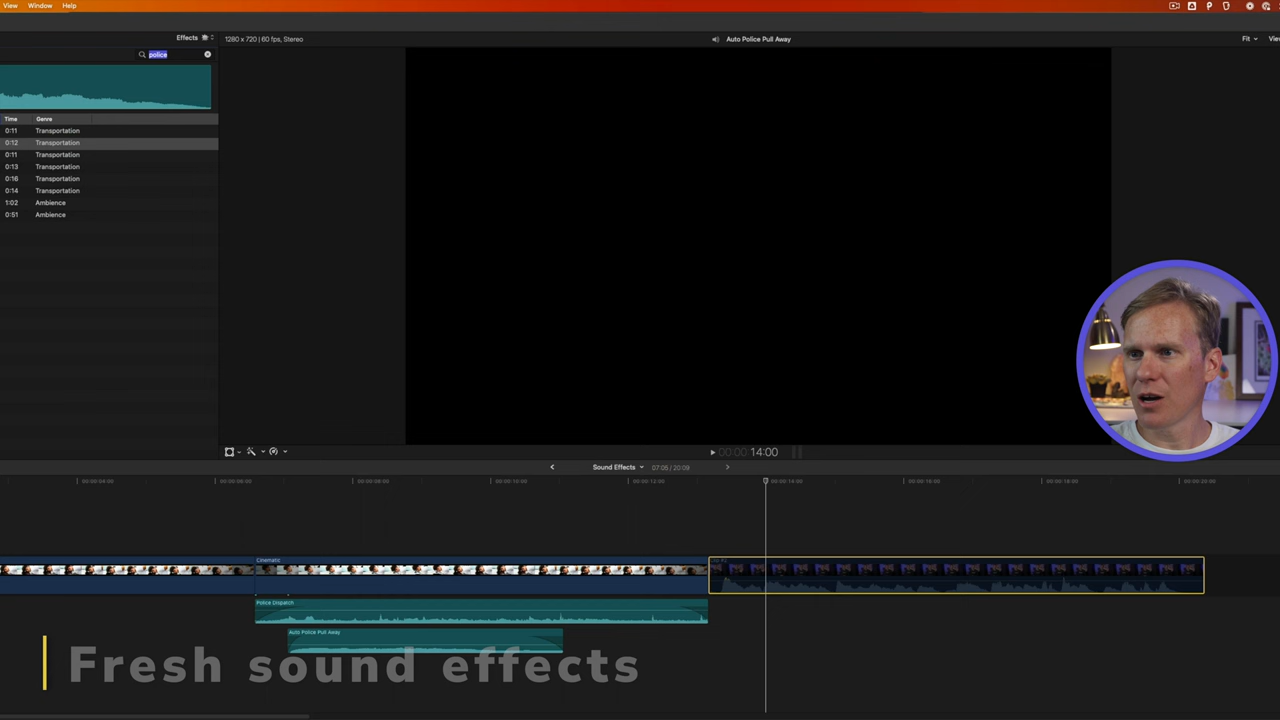 View Window Help
Effects
1280 x 720 | 60 fps, Stereo
Auto Police Pull Away
Fit
police
Time Genre
0:11 Transportation
0:12 Transportation
0:11 Transportation
0:13 Transportation
0:16 Transportation
0:14 Transportation
1:02 Ambience
0:51 Ambience
00:00:14:00
Sound Effects 07:05 / 20:09
00:00:04:00 00:00:06:00 00:00:08:00 00:00:10:00 00:00:12:00 00:00:14:00 00:00:16:00 00:00:18:00 00:00:20:00
Cinematic
Police Dispatch
Auto Police Pull Away
Fresh sound effects